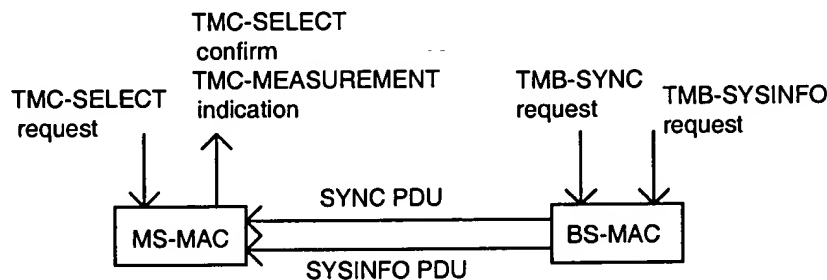 TMC-SELECT
confirm
TMC-MEASUREMENT
indication
TMC-SELECT
request
TMB-SYNC
request
TMB-SYSINFO
request
SYNC PDU
MS-MAC
BS-MAC
SYSINFO PDU